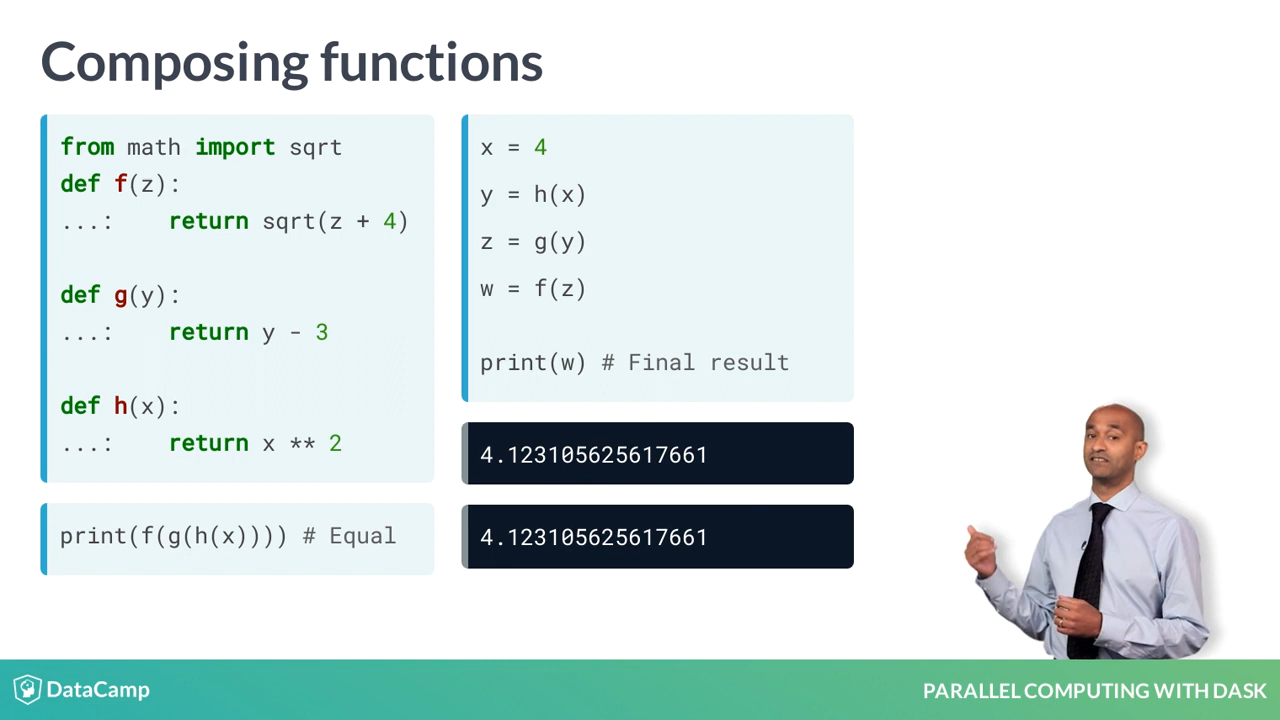 Composing functions
from math import sqrt
def f(z):
...:    return sqrt(z + 4)
def g(y):
...:    return y - 3
def h(x):
...:    return x ** 2
print(f(g(h(x)))) # Equal
x = 4
y = h(x)
z = g(y)
w = f(z)
print(w) # Final result
4.123105625617661
4.123105625617661
DataCamp
PARALLEL COMPUTING WITH DASK